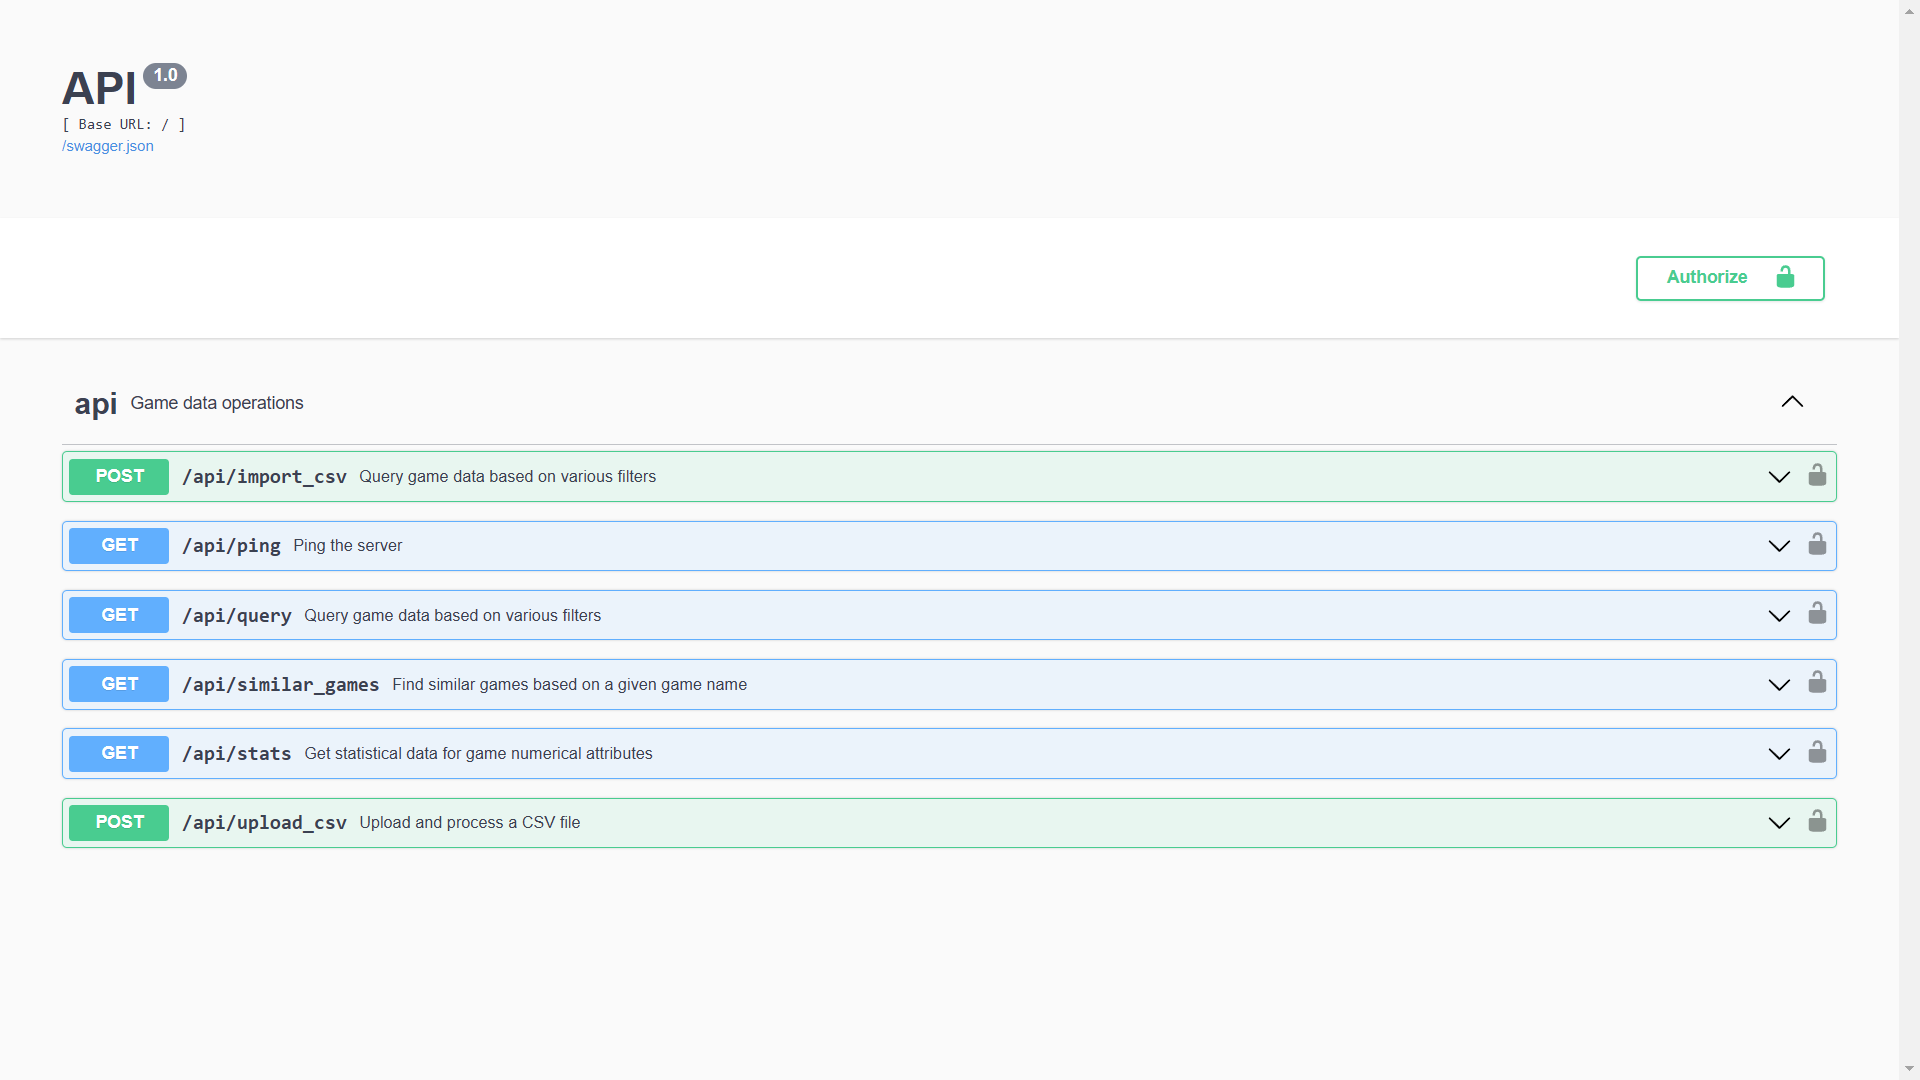 API 1.0
[ Base URL: / ]
/swagger.json
Authorize
api Game data operations
POST /api/import_csv Query game data based on various filters
GET /api/ping Ping the server
GET /api/query Query game data based on various filters
GET /api/similar_games Find similar games based on a given game name
GET /api/stats Get statistical data for game numerical attributes
POST /api/upload_csv Upload and process a CSV file